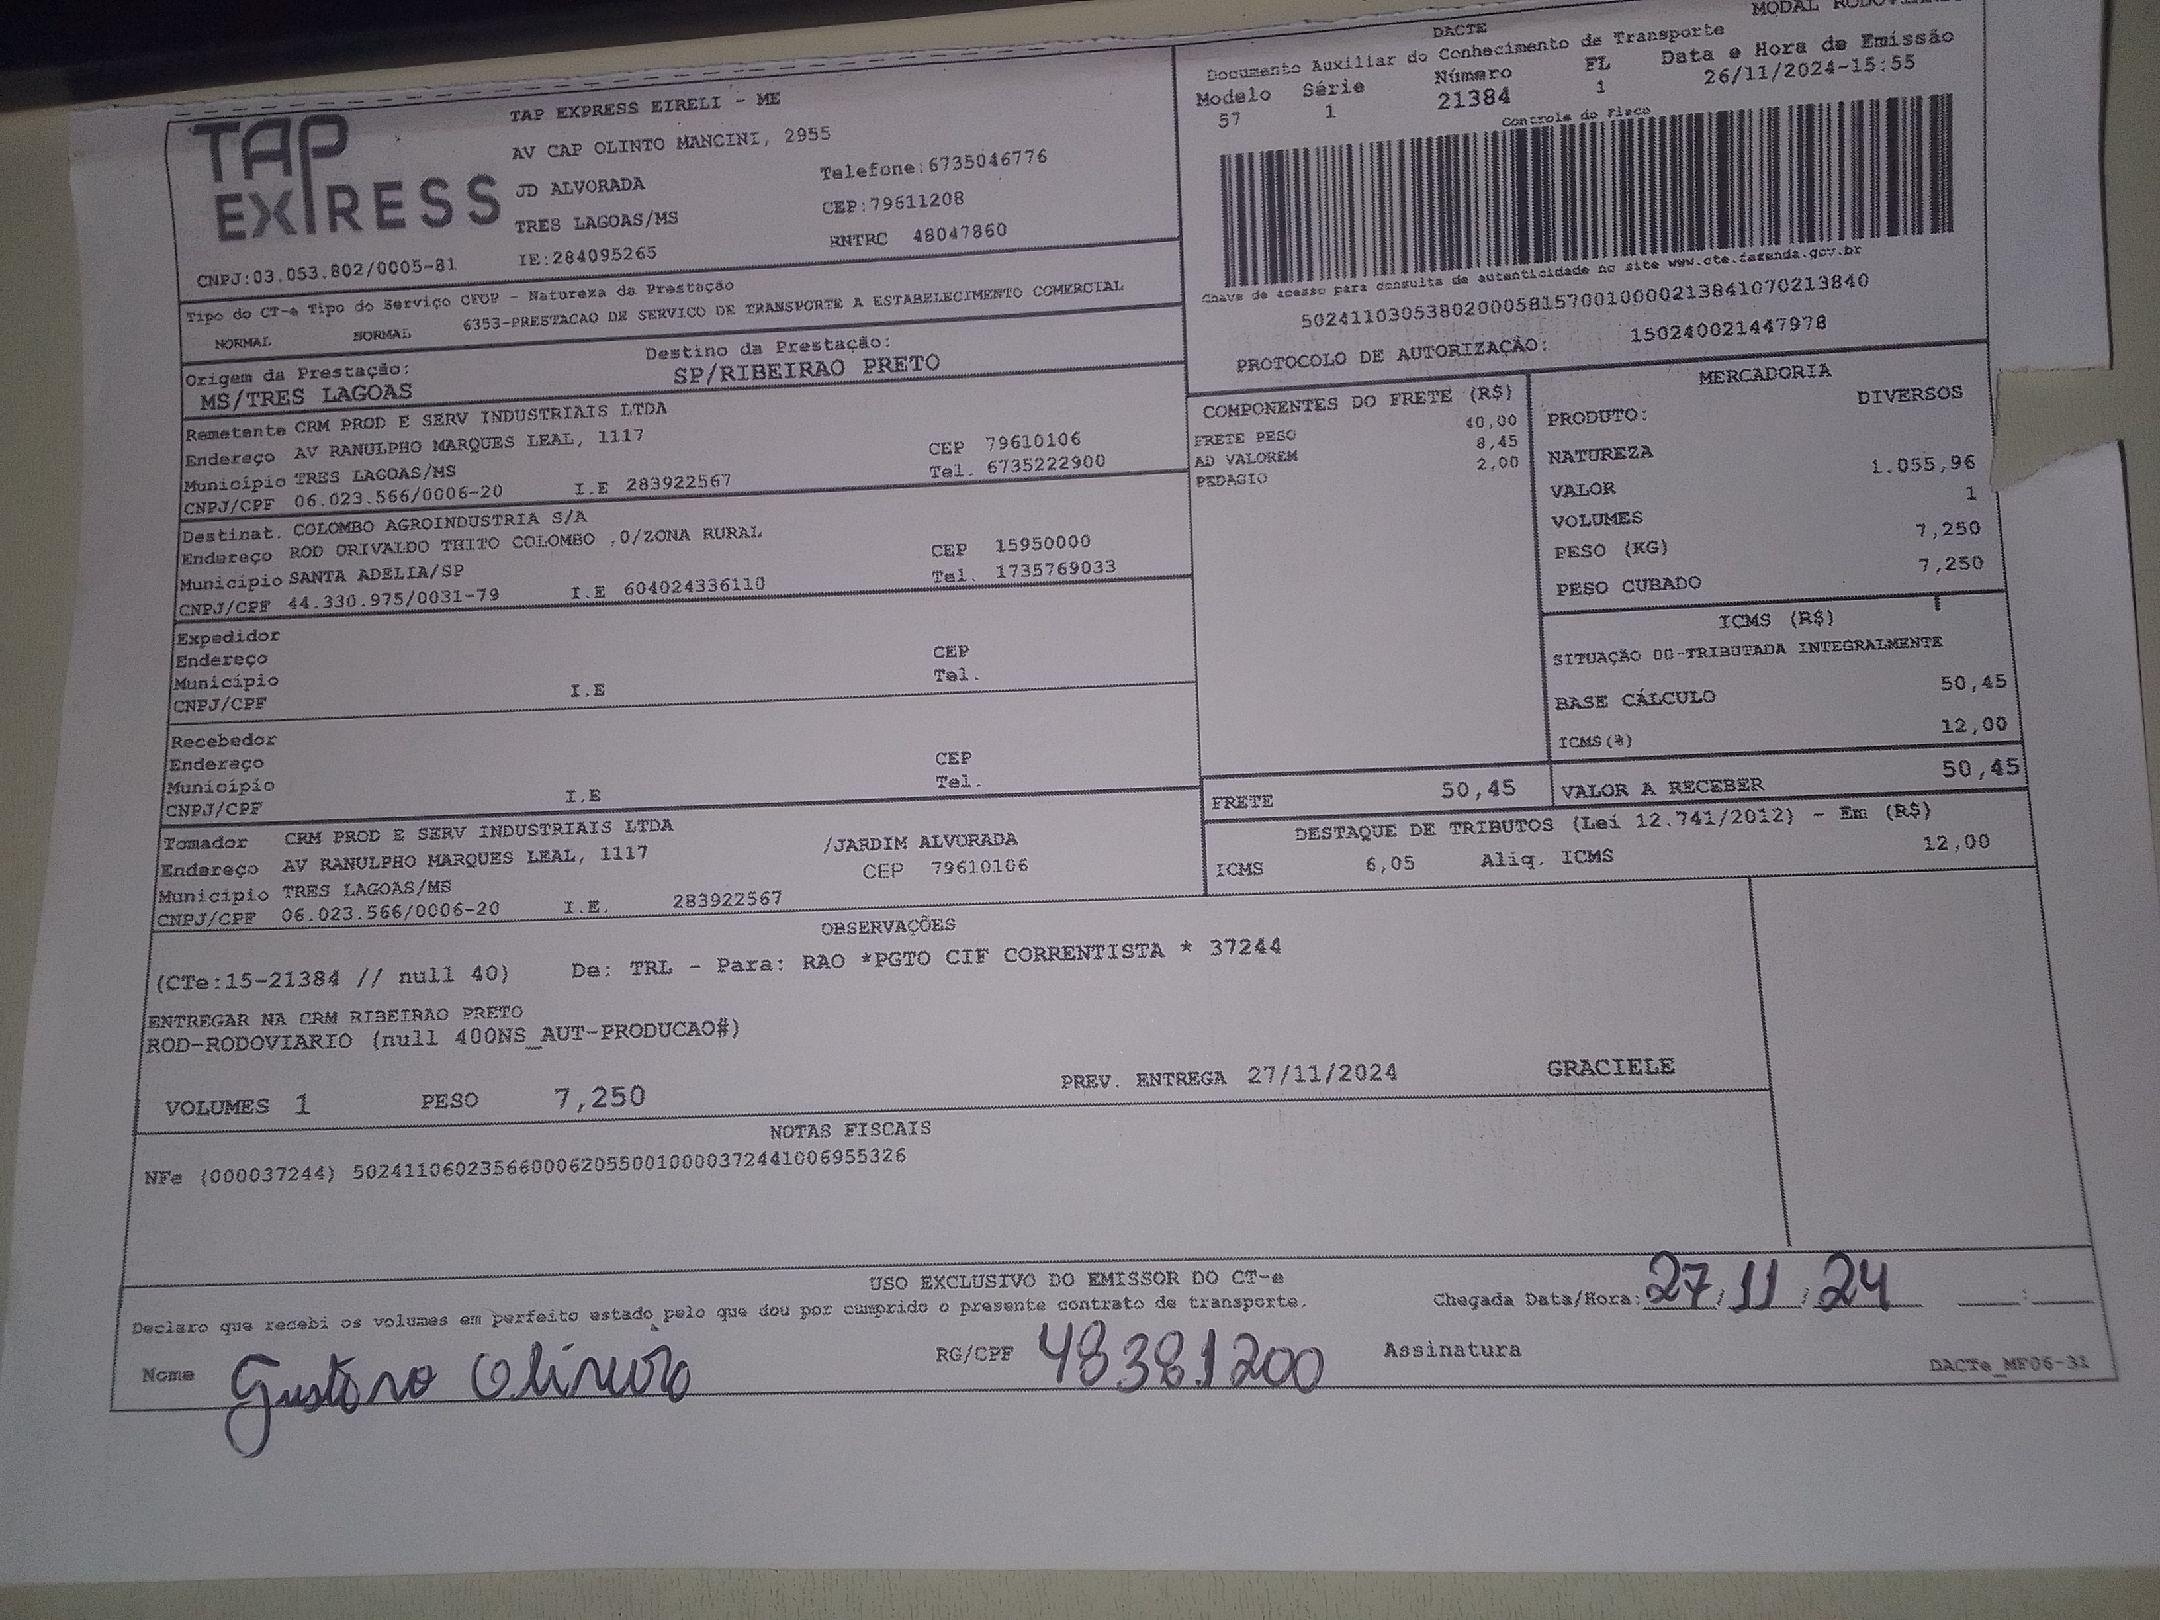 MODAL RODOVIARIO
DACTE
Documento Auxiliar do Conhecimento de Transporte
Modelo Série Número FL Data e Hora de Emissão
57 1 21384 1 26/11/2024-15:55
Controle do Fisco
TAP EXPRESS
TAP EXPRESS EIRELI - ME
AV CAP OLINTO MANCINI, 2955
JD ALVORADA Telefone:6735046776
TRES LAGOAS/MS CEP:79611208
CNPJ:03.053.802/0005-81 IE:284095265 RNTRC 48047860
Chave de acesso para consulta de autenticidade no site www.cte.fazenda.gov.br
50241103053802000581570010000213841070213840
PROTOCOLO DE AUTORIZAÇÃO: 150240021447978
Tipo do CT-e Tipo do Serviço CFOP - Natureza da Prestação
NORMAL NORMAL 6353-PRESTACAO DE SERVICO DE TRANSPORTE A ESTABELECIMENTO COMERCIAL
Origem da Prestação: Destino da Prestação:
MS/TRES LAGOAS SP/RIBEIRAO PRETO
Remetente CRM PROD E SERV INDUSTRIAIS LTDA
Endereço AV RANULPHO MARQUES LEAL, 1117 CEP 79610106
Município TRES LAGOAS/MS Tel. 6735222900
CNPJ/CPF 06.023.566/0006-20 I.E 283922567
Destinat. COLOMBO AGROINDUSTRIA S/A
Endereço ROD ORIVALDO THITO COLOMBO ,0/ZONA RURAL CEP 15950000
Município SANTA ADELIA/SP Tel. 1735769033
CNPJ/CPF 44.330.975/0031-79 I.E 604024336110
Expedidor
Endereço CEP
Município Tel.
CNPJ/CPF I.E
Recebedor
Endereço CEP
Município Tel.
CNPJ/CPF I.E
Tomador CRM PROD E SERV INDUSTRIAIS LTDA
Endereço AV RANULPHO MARQUES LEAL, 1117 /JARDIM ALVORADA
Município TRES LAGOAS/MS CEP 79610106
CNPJ/CPF 06.023.566/0006-20 I.E. 283922567
COMPONENTES DO FRETE (R$)
FRETE PESO 40,00
AD VALOREM 8,45
PEDAGIO 2,00
MERCADORIA
PRODUTO: DIVERSOS
NATUREZA
VALOR 1.055,96
VOLUMES 1
PESO (KG) 7,250
PESO CUBADO 7,250
ICMS (R$)
SITUAÇÃO 00-TRIBUTADA INTEGRALMENTE
BASE CÁLCULO 50,45
ICMS(%) 12,00
FRETE 50,45 VALOR A RECEBER 50,45
DESTAQUE DE TRIBUTOS (Lei 12.741/2012) - Em (R$)
ICMS 6,05 Aliq. ICMS 12,00
OBSERVAÇÕES
(CTe:15-21384 // null 40) De: TRL - Para: RAO *PGTO CIF CORRENTISTA * 37244
ENTREGAR NA CRM RIBEIRAO PRETO
ROD-RODOVIARIO (null 400NS_AUT-PRODUCAO#)
VOLUMES 1 PESO 7,250 PREV. ENTREGA 27/11/2024 GRACIELE
NOTAS FISCAIS
NFe (000037244) 50241106023566000620550010000372441006955326
USO EXCLUSIVO DO EMISSOR DO CT-e
Declaro que recebi os volumes em perfeito estado pelo que dou por cumprido o presente contrato de transporte. Chegada Data/Hora: 27/11/24 __:__
Nome Gustavo Oliveira RG/CPF 48381200 Assinatura
DACTe_MF06-31